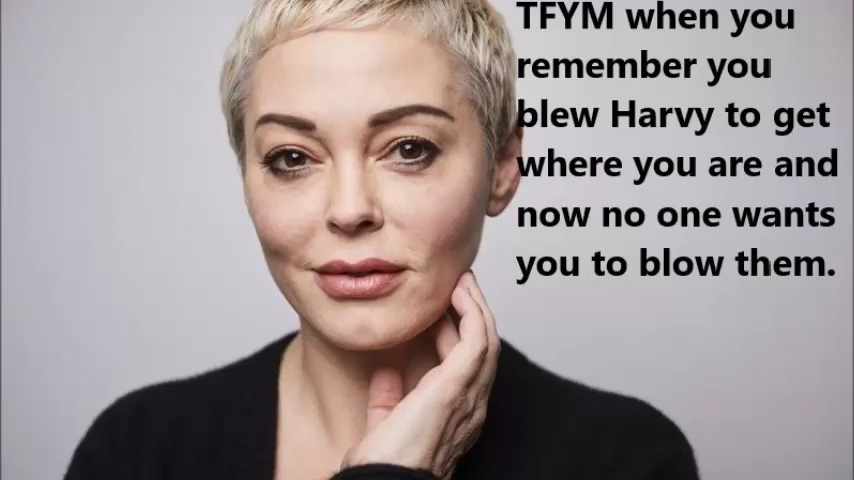 TFYM when you
remember you
blew Harvy to get
where you are and
now no one wants
you to blow them.